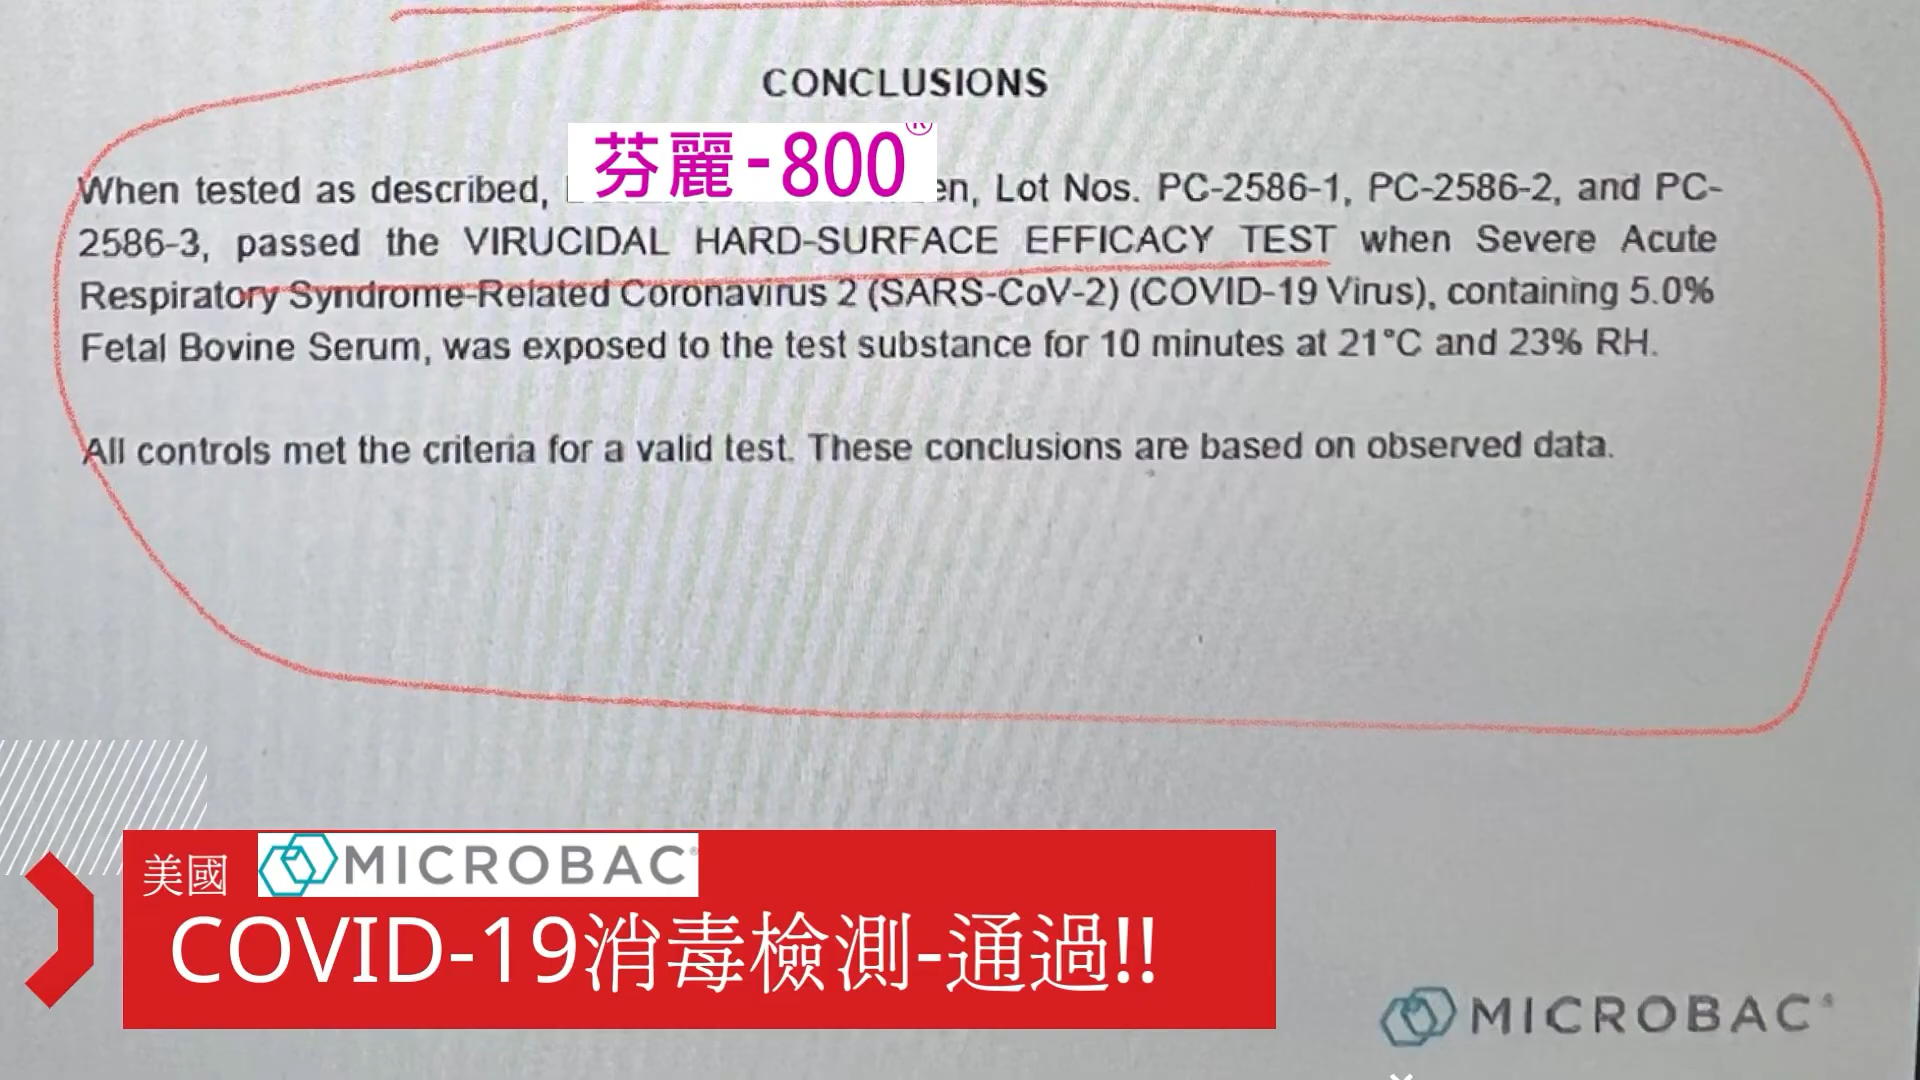 CONCLUSIONS
芬麗-800®
When tested as described, en, Lot Nos. PC-2586-1, PC-2586-2, and PC-
2586-3, passed the VIRUCIDAL HARD-SURFACE EFFICACY TEST when Severe Acute
Respiratory Syndrome-Related Coronavirus 2 (SARS-CoV-2) (COVID-19 Virus), containing 5.0%
Fetal Bovine Serum, was exposed to the test substance for 10 minutes at 21°C and 23% RH.
All controls met the criteria for a valid test. These conclusions are based on observed data.
美國 MICROBAC®
COVID-19消毒檢測-通過!!
MICROBAC®